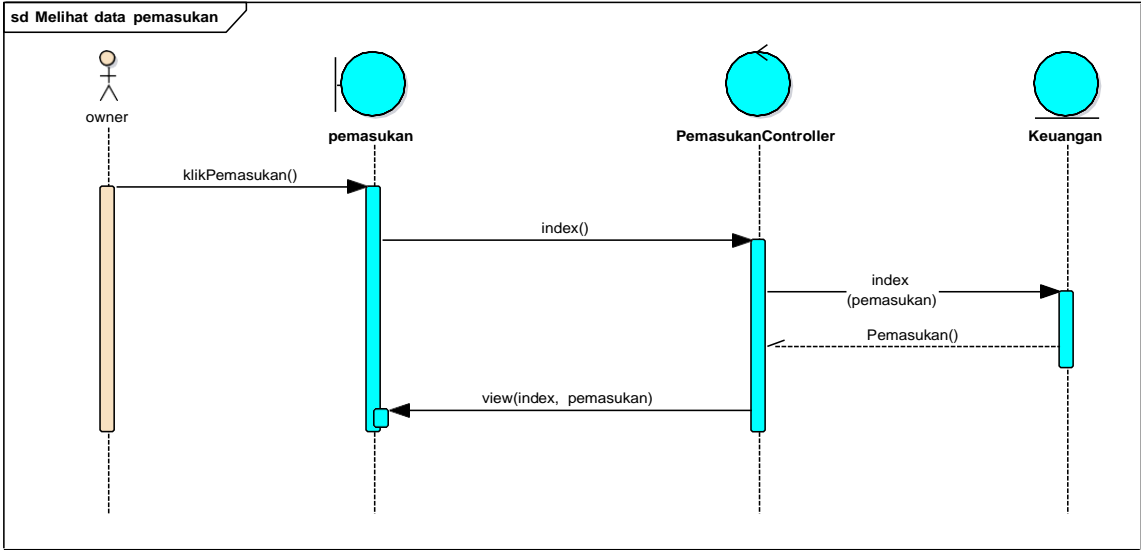 sd Melihat data pemasukan
owner
pemasukan
PemasukanController
Keuangan
klikPemasukan()
index()
index
(pemasukan)
Pemasukan()
view(index, pemasukan)